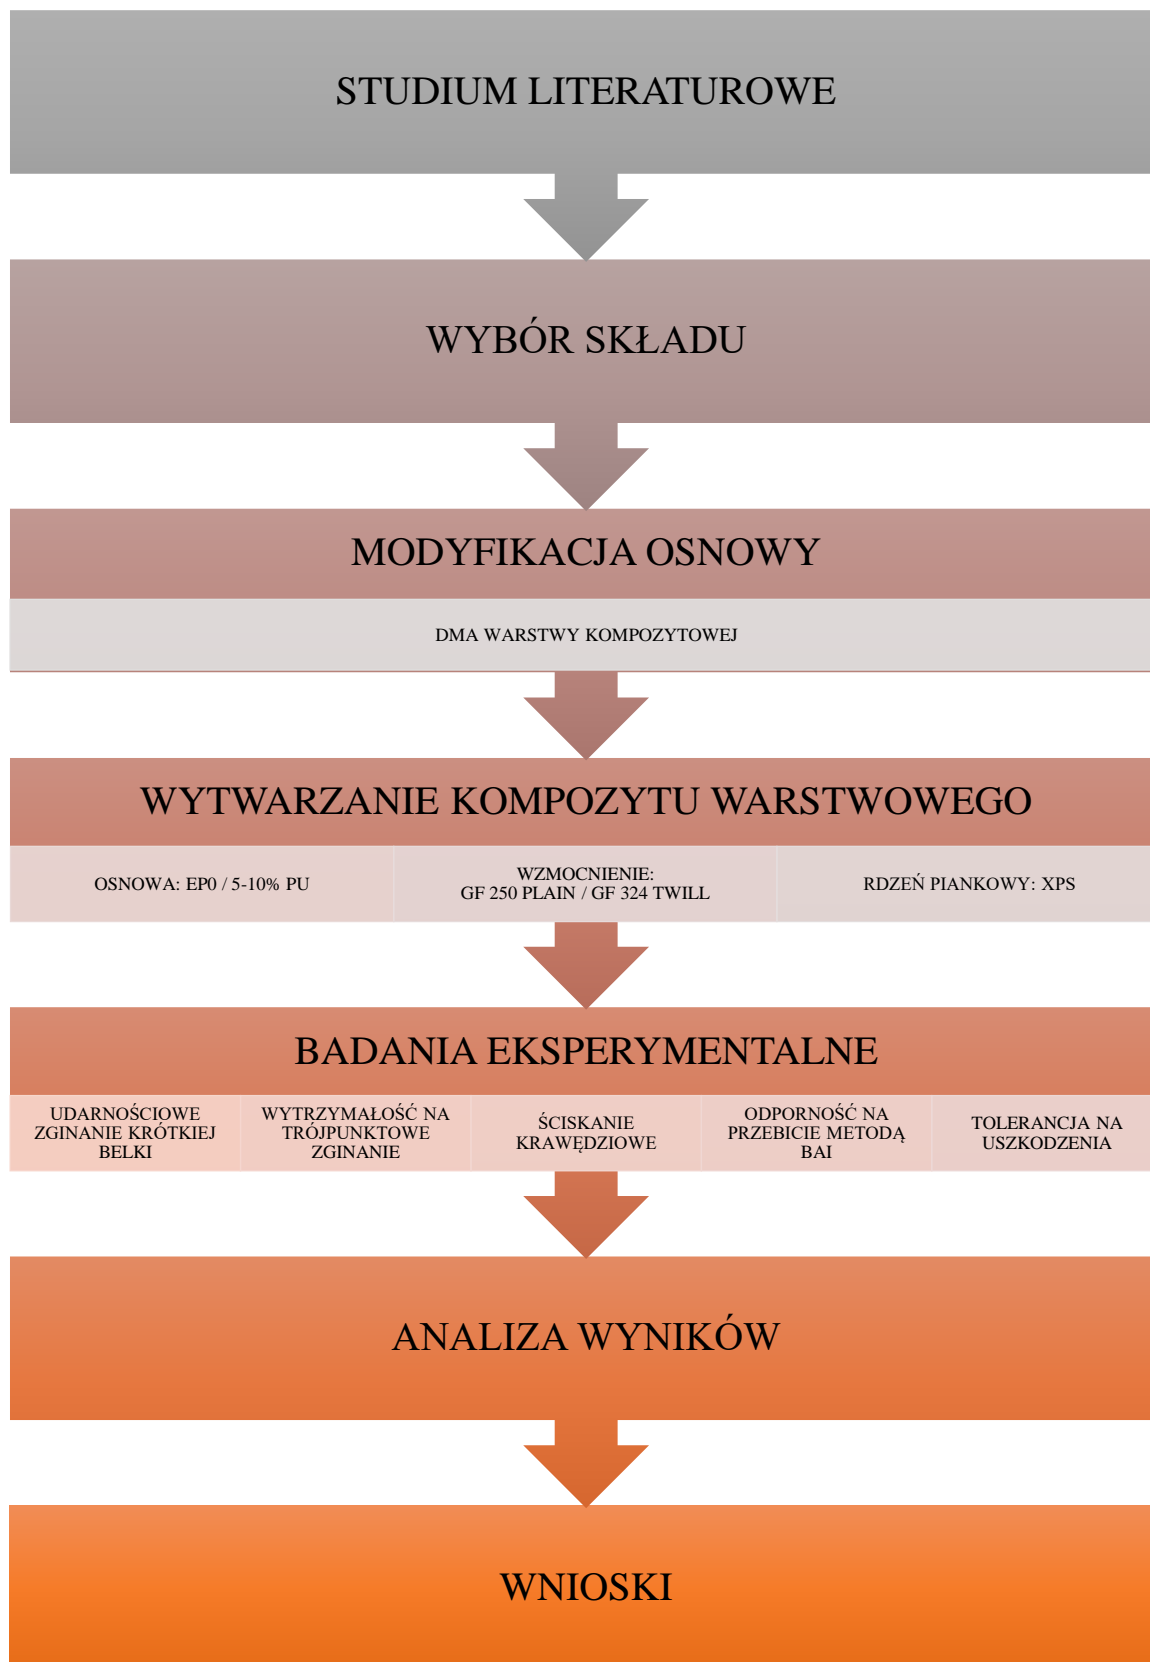 STUDIUM LITERATUROWE
WYBÓR SKŁADU
MODYFIKACJA OSNOWY
DMA WARSTWY KOMPOZYTOWEJ
WYTWARZANIE KOMPOZYTU WARSTWOWEGO
OSNOWA: EP0 / 5-10% PU
WZMOCNIENIE:
GF 250 PLAIN / GF 324 TWILL
RDZEŃ PIANKOWY: XPS
BADANIA EKSPERYMENTALNE
UDARNOŚCIOWE
ZGINANIE KRÓTKIEJ
BELKI
WYTRZYMAŁOŚĆ NA
TRÓJPUNKTOWE
ZGINANIE
ŚCISKANIE
KRAWĘDZIOWE
ODPORNOŚĆ NA
PRZEBICIE METODĄ
BAI
TOLERANCJA NA
USZKODZENIA
ANALIZA WYNIKÓW
WNIOSKI